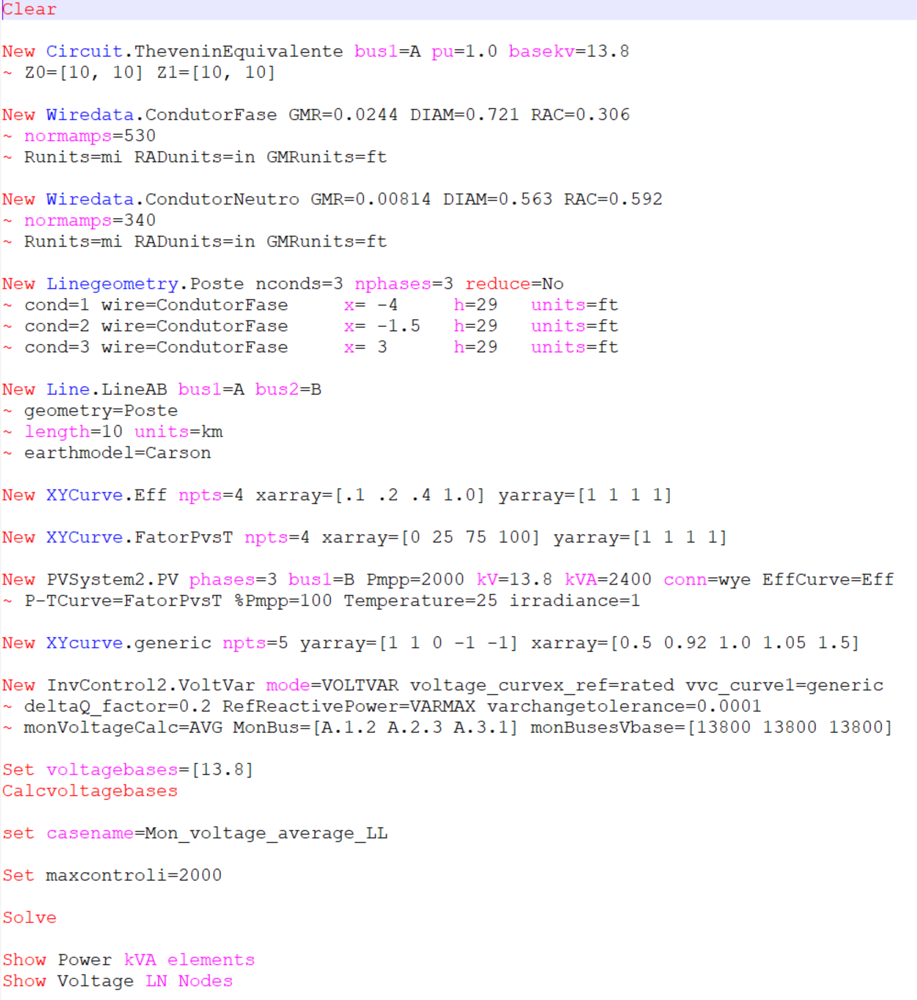 Clear
New Circuit.TheveninEquivalente bus1=A pu=1.0 basekv=13.8
~ Z0=[10, 10] Z1=[10, 10]
New Wiredata.CondutorFase GMR=0.0244 DIAM=0.721 RAC=0.306
~ normamps=530
~ Runits=mi RADunits=in GMRunits=ft
New Wiredata.CondutorNeutro GMR=0.00814 DIAM=0.563 RAC=0.592
~ normamps=340
~ Runits=mi RADunits=in GMRunits=ft
New Linegeometry.Poste nconds=3 nphases=3 reduce=No
~ cond=1 wire=CondutorFase     x= -4     h=29   units=ft
~ cond=2 wire=CondutorFase     x= -1.5   h=29   units=ft
~ cond=3 wire=CondutorFase     x= 3      h=29   units=ft
New Line.LineAB bus1=A bus2=B
~ geometry=Poste
~ length=10 units=km
~ earthmodel=Carson
New XYCurve.Eff npts=4 xarray=[.1 .2 .4 1.0] yarray=[1 1 1 1]
New XYCurve.FatorPvsT npts=4 xarray=[0 25 75 100] yarray=[1 1 1 1]
New PVSystem2.PV phases=3 bus1=B Pmpp=2000 kV=13.8 kVA=2400 conn=wye EffCurve=Eff
~ P-TCurve=FatorPvsT %Pmpp=100 Temperature=25 irradiance=1
New XYcurve.generic npts=5 yarray=[1 1 0 -1 -1] xarray=[0.5 0.92 1.0 1.05 1.5]
New InvControl2.VoltVar mode=VOLTVAR voltage_curvex_ref=rated vvc_curve1=generic
~ deltaQ_factor=0.2 RefReactivePower=VARMAX varchangetolerance=0.0001
~ monVoltageCalc=AVG MonBus=[A.1.2 A.2.3 A.3.1] monBusesVbase=[13800 13800 13800]
Set voltagebases=[13.8]
Calcvoltagebases
set casename=Mon_voltage_average_LL
Set maxcontroli=2000
Solve
Show Power kVA elements
Show Voltage LN Nodes